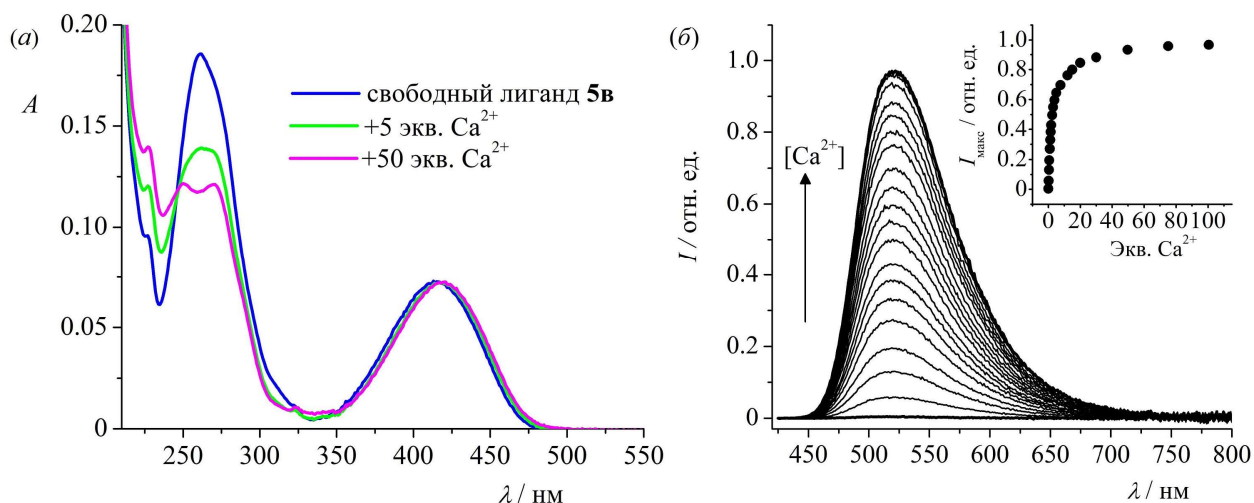 (а)
A
0.20
0.15
0.10
0.05
0
свободный лиганд 5в
+5 экв. Ca²⁺
+50 экв. Ca²⁺
250 300 350 400 450 500 550
λ / нм
(б)
I / отн. ед.
1.0
0.8
0.6
0.4
0.2
0
[Ca²⁺]
450 500 550 600 650 700 750 800
λ / нм
Iмакс / отн. ед.
1.0
0.8
0.6
0.4
0.2
0
0 20 40 60 80 100
Экв. Ca²⁺